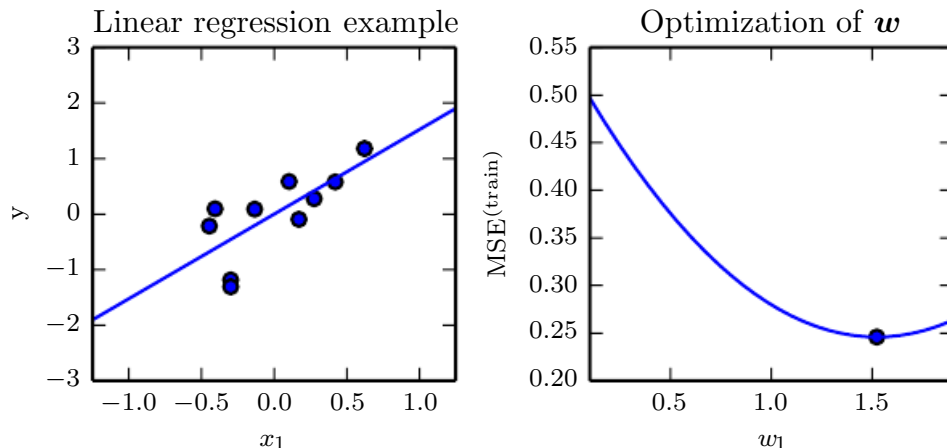 Linear regression example
3
2
1
0
−1
−2
−3
y
−1.0 −0.5 0.0 0.5 1.0
x1
Optimization of w
0.55
0.50
0.45
0.40
0.35
0.30
0.25
0.20
MSE(train)
0.5 1.0 1.5
w1